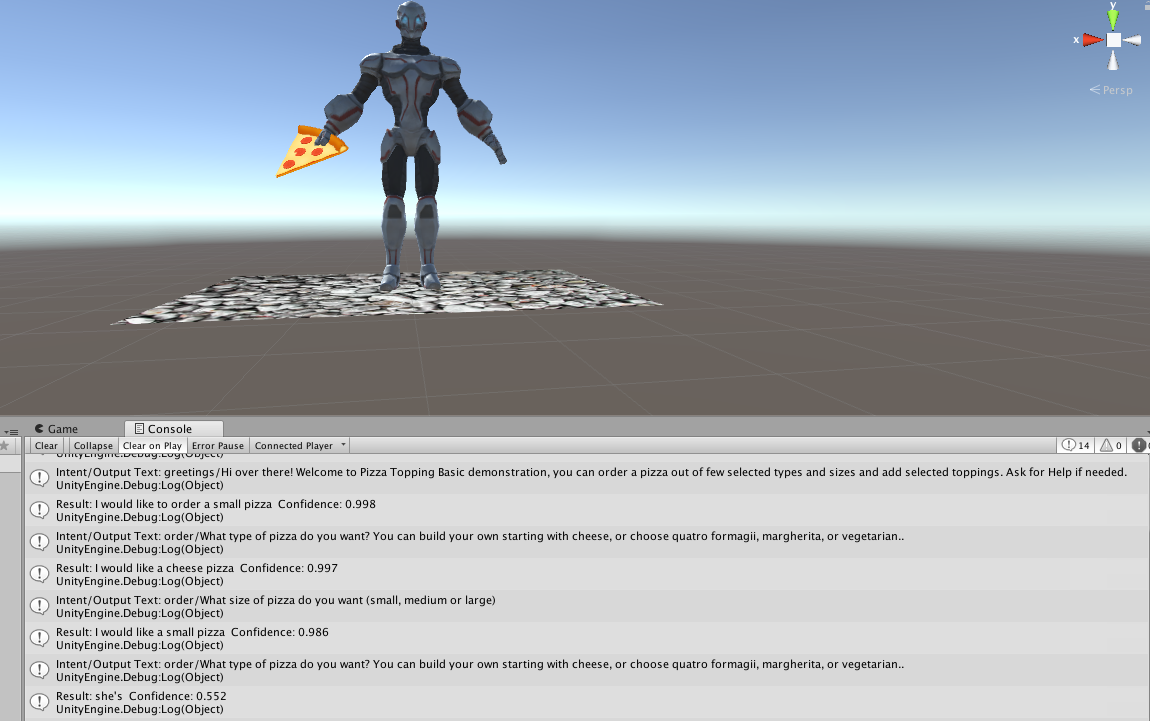 y
x
Persp
Game
Console
Clear
Collapse
Clear on Play
Error Pause
Connected Player
14
0
UnityEngine.Debug:Log(Object)
Intent/Output Text: greetings/Hi over there! Welcome to Pizza Topping Basic demonstration, you can order a pizza out of few selected types and sizes and add selected toppings. Ask for Help if needed.
UnityEngine.Debug:Log(Object)
Result: I would like to order a small pizza  Confidence: 0.998
UnityEngine.Debug:Log(Object)
Intent/Output Text: order/What type of pizza do you want? You can build your own starting with cheese, or choose quatro formagii, margherita, or vegetarian..
UnityEngine.Debug:Log(Object)
Result: I would like a cheese pizza  Confidence: 0.997
UnityEngine.Debug:Log(Object)
Intent/Output Text: order/What size of pizza do you want (small, medium or large)
UnityEngine.Debug:Log(Object)
Result: I would like a small pizza  Confidence: 0.986
UnityEngine.Debug:Log(Object)
Intent/Output Text: order/What type of pizza do you want? You can build your own starting with cheese, or choose quatro formagii, margherita, or vegetarian..
UnityEngine.Debug:Log(Object)
Result: she's  Confidence: 0.552
UnityEngine.Debug:Log(Object)